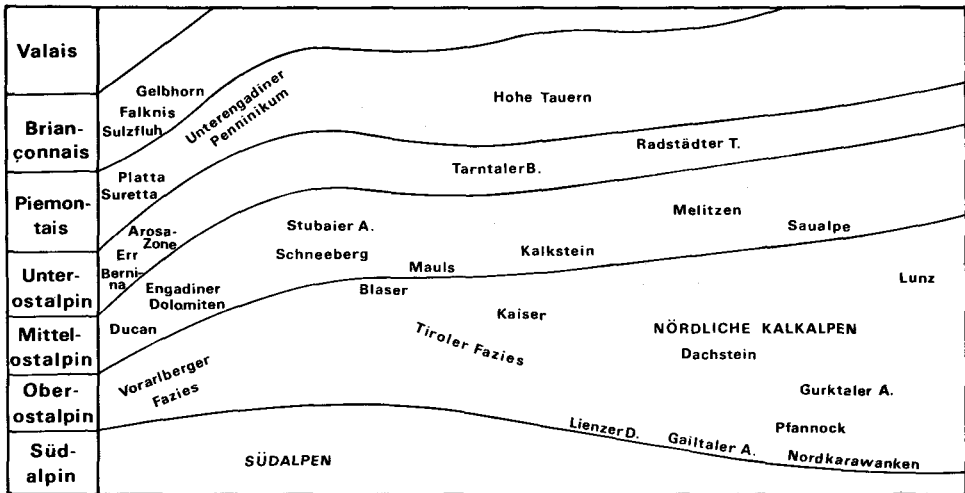 Valais
Brian-
çonnais
Piemon-
tais
Unter-
ostalpin
Mittel-
ostalpin
Ober-
ostalpin
Süd-
alpin
Gelbhorn
Falknis
Sulzfluh
Unterengadiner
Penninikum
Hohe Tauern
Platta
Suretta
Tarntaler B.
Radstädter T.
Arosa-
Zone
Err
Berni-
na
Stubaier A.
Schneeberg
Mauls
Kalkstein
Melitzen
Saualpe
Engadiner
Dolomiten
Ducan
Blaser
Kaiser
Lunz
Tiroler Fazies
NÖRDLICHE KALKALPEN
Dachstein
Vorarlberger
Fazies
Gurktaler A.
Lienzer D.
Gailtaler A.
Pfannock
Nordkarawanken
SÜDALPEN